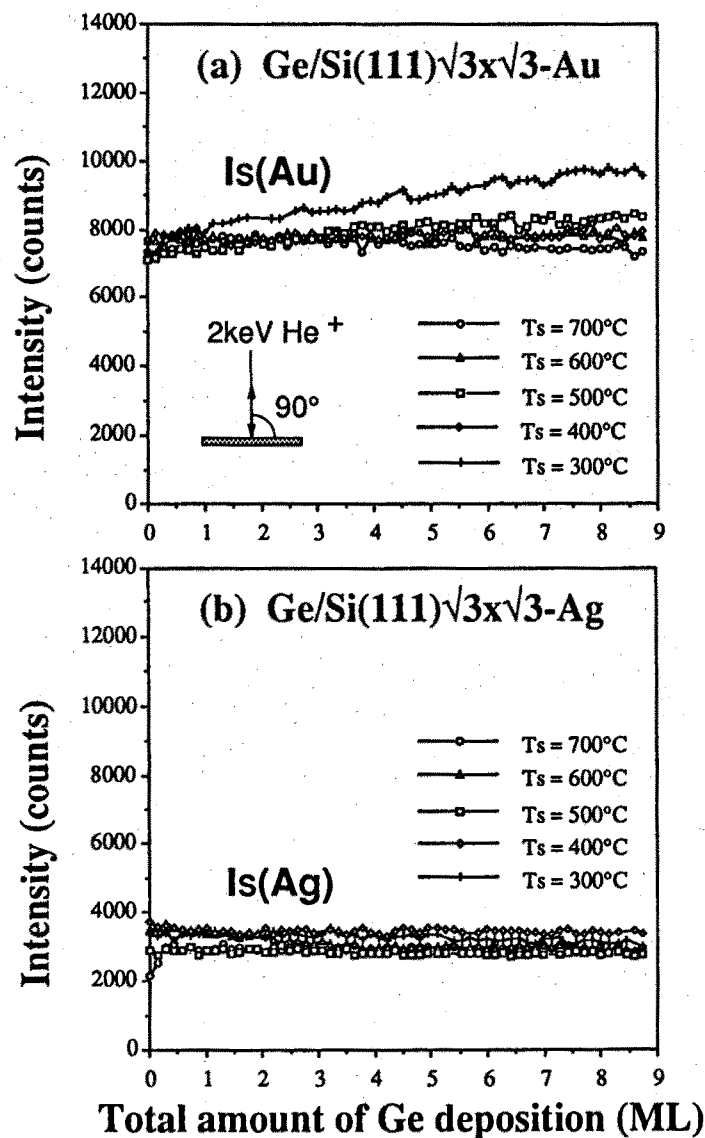 14000
(a) Ge/Si(111)√3x√3-Au
12000
10000
Is(Au)
8000
6000
Intensity (counts)
4000
2keV He+
90°
2000
0
Ts = 700°C
Ts = 600°C
Ts = 500°C
Ts = 400°C
Ts = 300°C
0 1 2 3 4 5 6 7 8 9
14000
(b) Ge/Si(111)√3x√3-Ag
12000
10000
8000
6000
Intensity (counts)
Ts = 700°C
Ts = 600°C
Ts = 500°C
Ts = 400°C
Ts = 300°C
Is(Ag)
4000
2000
0
0 1 2 3 4 5 6 7 8 9
Total amount of Ge deposition (ML)